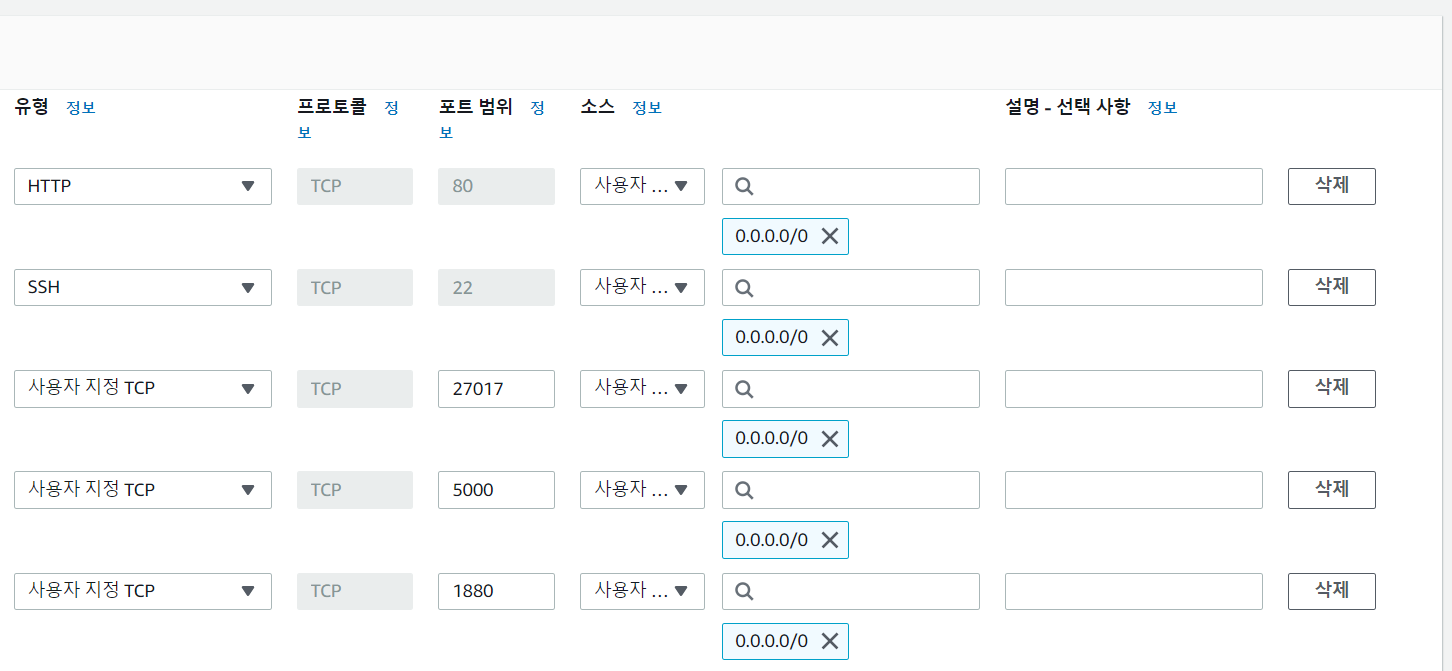 유형 정보 프로토콜 정보 포트 범위 정보 소스 정보 설명 - 선택 사항 정보
HTTP TCP 80 사용자 ... 삭제
0.0.0.0/0
SSH TCP 22 사용자 ... 삭제
0.0.0.0/0
사용자 지정 TCP TCP 27017 사용자 ... 삭제
0.0.0.0/0
사용자 지정 TCP TCP 5000 사용자 ... 삭제
0.0.0.0/0
사용자 지정 TCP TCP 1880 사용자 ... 삭제
0.0.0.0/0